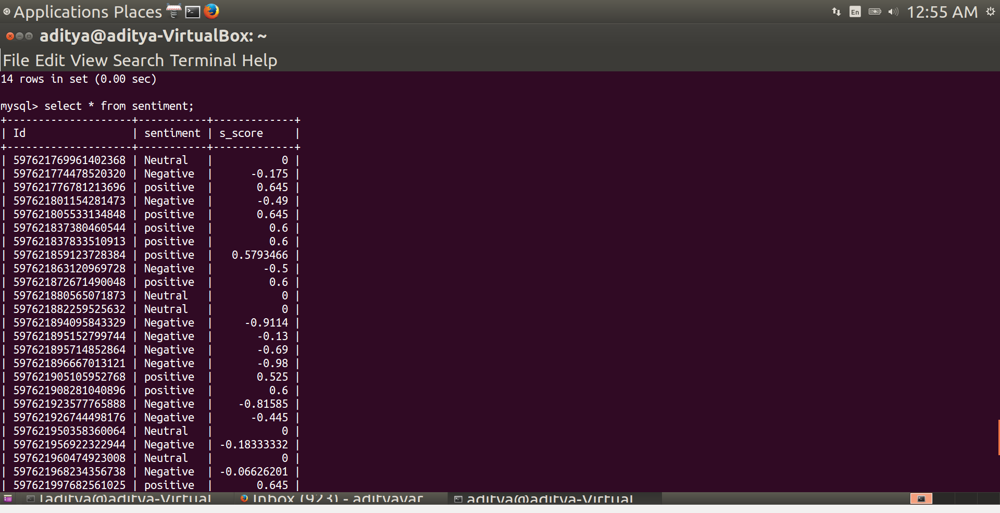 Applications Places En 12:55 AM
aditya@aditya-VirtualBox: ~
File Edit View Search Terminal Help
14 rows in set (0.00 sec)
mysql> select * from sentiment;
+--------------------+-----------+-------------+
| Id                 | sentiment | s_score     |
+--------------------+-----------+-------------+
| 597621769961402368 | Neutral   |           0 |
| 597621774478520320 | Negative  |      -0.175 |
| 597621776781213696 | positive  |       0.645 |
| 597621801154281473 | Negative  |       -0.49 |
| 597621805533134848 | positive  |       0.645 |
| 597621837380460544 | positive  |         0.6 |
| 597621837833510913 | positive  |         0.6 |
| 597621859123728384 | positive  |   0.5793466 |
| 597621863120969728 | Negative  |        -0.5 |
| 597621872671490048 | positive  |         0.6 |
| 597621880565071873 | Neutral   |           0 |
| 597621882259525632 | Neutral   |           0 |
| 597621894095843329 | Negative  |     -0.9114 |
| 597621895152799744 | Negative  |       -0.13 |
| 597621895714852864 | Negative  |       -0.69 |
| 597621896667013121 | Negative  |       -0.98 |
| 597621905105952768 | positive  |       0.525 |
| 597621908281040896 | positive  |         0.6 |
| 597621923577765888 | Negative  |    -0.81585 |
| 597621926744498176 | Negative  |      -0.445 |
| 597621950358360064 | Neutral   |           0 |
| 597621956922322944 | Negative  | -0.18333332 |
| 597621960474923008 | Neutral   |           0 |
| 597621968234356738 | Negative  | -0.06626201 |
| 597621997682561025 | positive  |       0.645 |
[aditya@aditya-Virtual Inbox (923) - adityavar aditya@aditya-Virtual